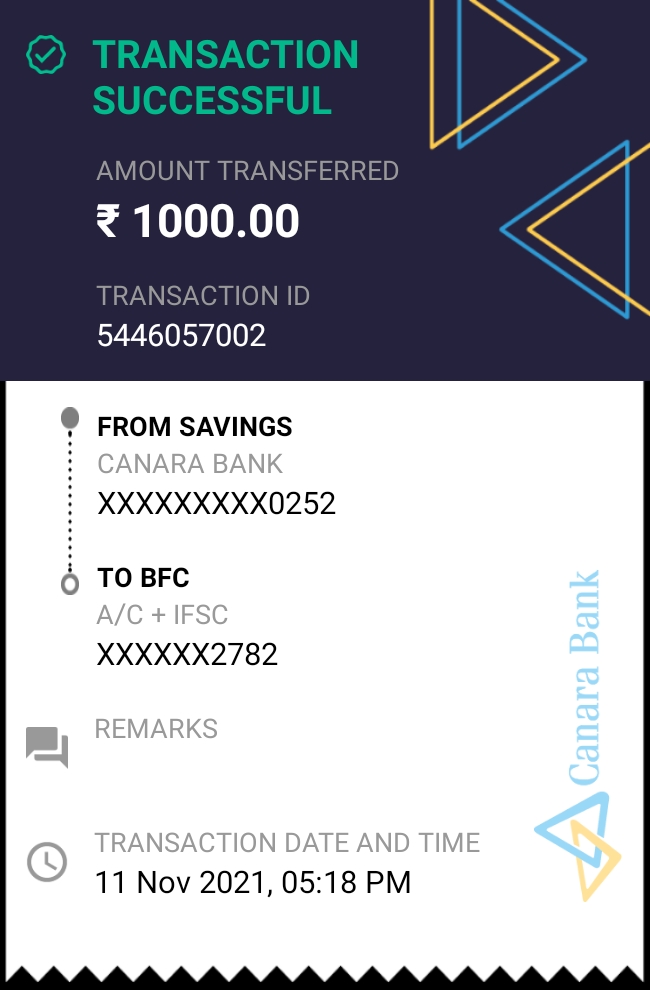 TRANSACTION
SUCCESSFUL
AMOUNT TRANSFERRED
₹ 1000.00
TRANSACTION ID
5446057002
FROM SAVINGS
CANARA BANK
XXXXXXXXX0252
TO BFC
A/C + IFSC
XXXXXX2782
REMARKS
TRANSACTION DATE AND TIME
11 Nov 2021, 05:18 PM
Canara Bank